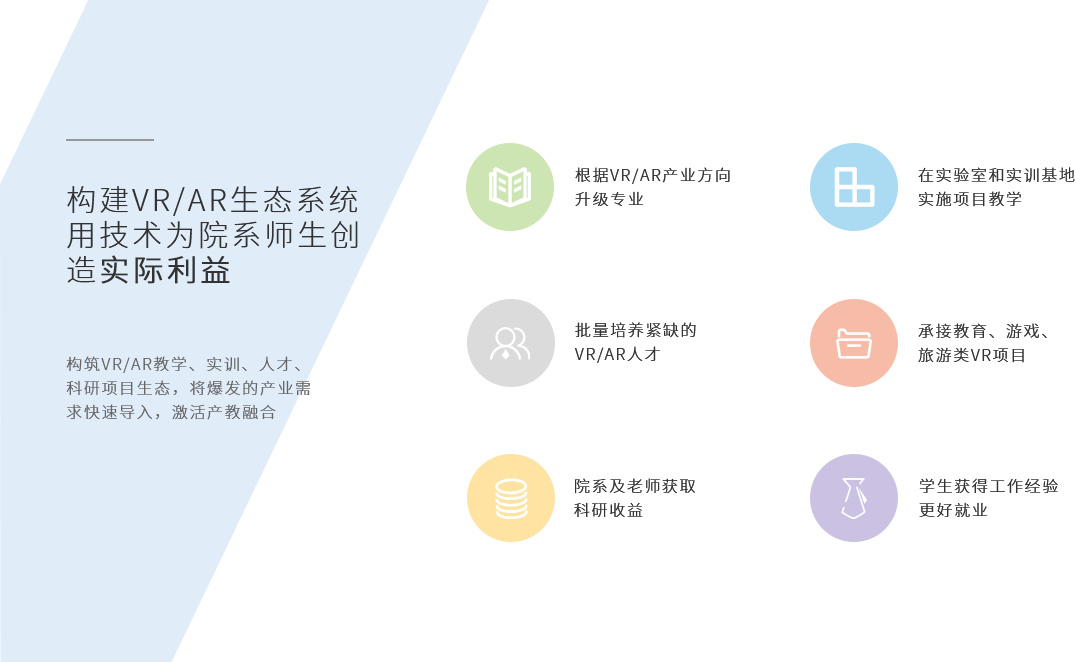 构建VR/AR生态系统
用技术为院系师生创
造实际利益
构筑VR/AR教学、实训、人才、
科研项目生态，将爆发的产业需
求快速导入，激活产教融合
根据VR/AR产业方向
升级专业
在实验室和实训基地
实施项目教学
批量培养紧缺的
VR/AR人才
承接教育、游戏、
旅游类VR项目
院系及老师获取
科研收益
学生获得工作经验
更好就业